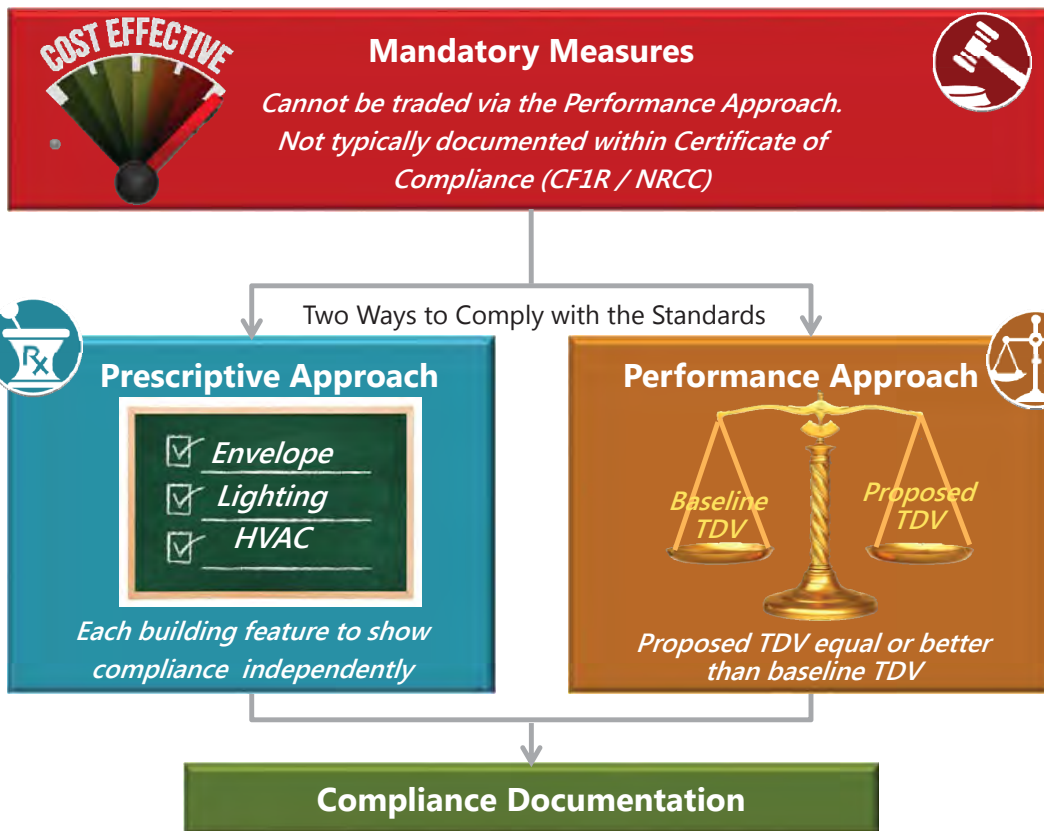 COST EFFECTIVE
Mandatory Measures
Cannot be traded via the Performance Approach.
Not typically documented within Certificate of
Compliance (CF1R / NRCC)
Two Ways to Comply with the Standards
Rx
Prescriptive Approach
Envelope
Lighting
HVAC
Each building feature to show
compliance independently
Performance Approach
Baseline
TDV
Proposed
TDV
Proposed TDV equal or better
than baseline TDV
Compliance Documentation